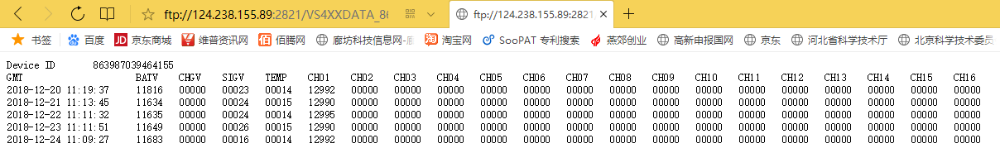 ftp://124.238.155.89:2821/VS4XXDATA_86 ftp://124.238.155.89:2821
书签 百度 JD 京东商城 维普资讯网 佰 佰腾网 廊坊科技信息网-廊 淘 淘宝网 SooPAT 专利搜索 燕郊创业 高新申报国网 京东 河北省科学技术厅 北京科学技术委员
Device ID 863987039464155
GMT BATV CHGV SIGV TEMP CH01 CH02 CH03 CH04 CH05 CH06 CH07 CH08 CH09 CH10 CH11 CH12 CH13 CH14 CH15 CH16
2018-12-20 11:19:37 11816 00000 00023 00014 12992 00000 00000 00000 00000 00000 00000 00000 00000 00000 00000 00000 00000 00000 00000 00000
2018-12-21 11:13:45 11634 00000 00024 00015 12990 00000 00000 00000 00000 00000 00000 00000 00000 00000 00000 00000 00000 00000 00000 00000
2018-12-22 11:11:32 11635 00000 00024 00014 12995 00000 00000 00000 00000 00000 00000 00000 00000 00000 00000 00000 00000 00000 00000 00000
2018-12-23 11:11:51 11649 00000 00026 00015 12990 00000 00000 00000 00000 00000 00000 00000 00000 00000 00000 00000 00000 00000 00000 00000
2018-12-24 11:09:27 11683 00000 00016 00014 12992 00000 00000 00000 00000 00000 00000 00000 00000 00000 00000 00000 00000 00000 00000 00000